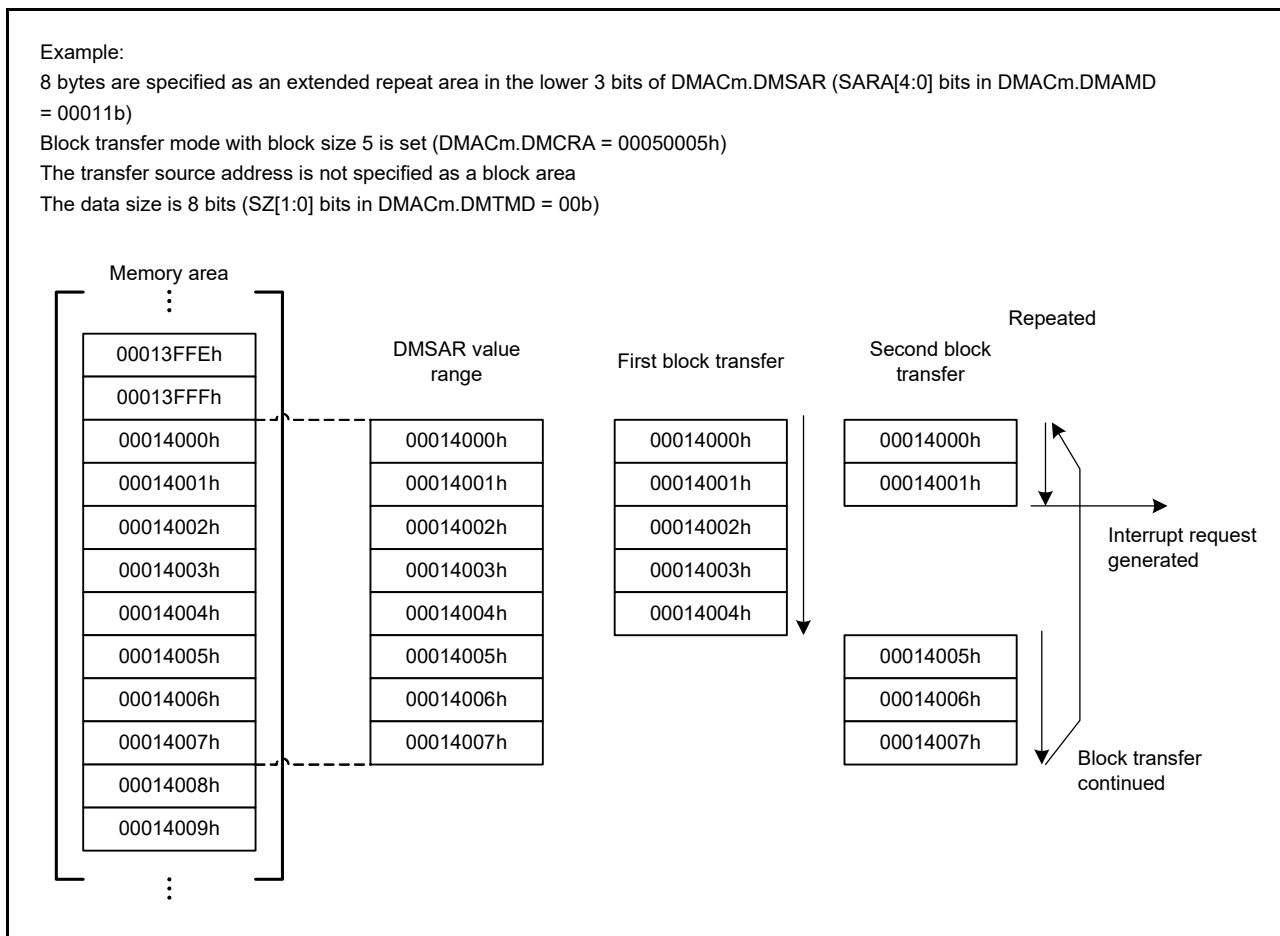 Example:
8 bytes are specified as an extended repeat area in the lower 3 bits of DMACm.DMSAR (SARA[4:0] bits in DMACm.DMAMD
= 00011b)
Block transfer mode with block size 5 is set (DMACm.DMCRA = 00050005h)
The transfer source address is not specified as a block area
The data size is 8 bits (SZ[1:0] bits in DMACm.DMTMD = 00b)
Memory area
00013FFEh
00013FFFh
00014000h
00014001h
00014002h
00014003h
00014004h
00014005h
00014006h
00014007h
00014008h
00014009h
DMSAR value
range
00014000h
00014001h
00014002h
00014003h
00014004h
00014005h
00014006h
00014007h
First block transfer
00014000h
00014001h
00014002h
00014003h
00014004h
Second block
transfer
00014000h
00014001h
00014005h
00014006h
00014007h
Repeated
Interrupt request
generated
Block transfer
continued